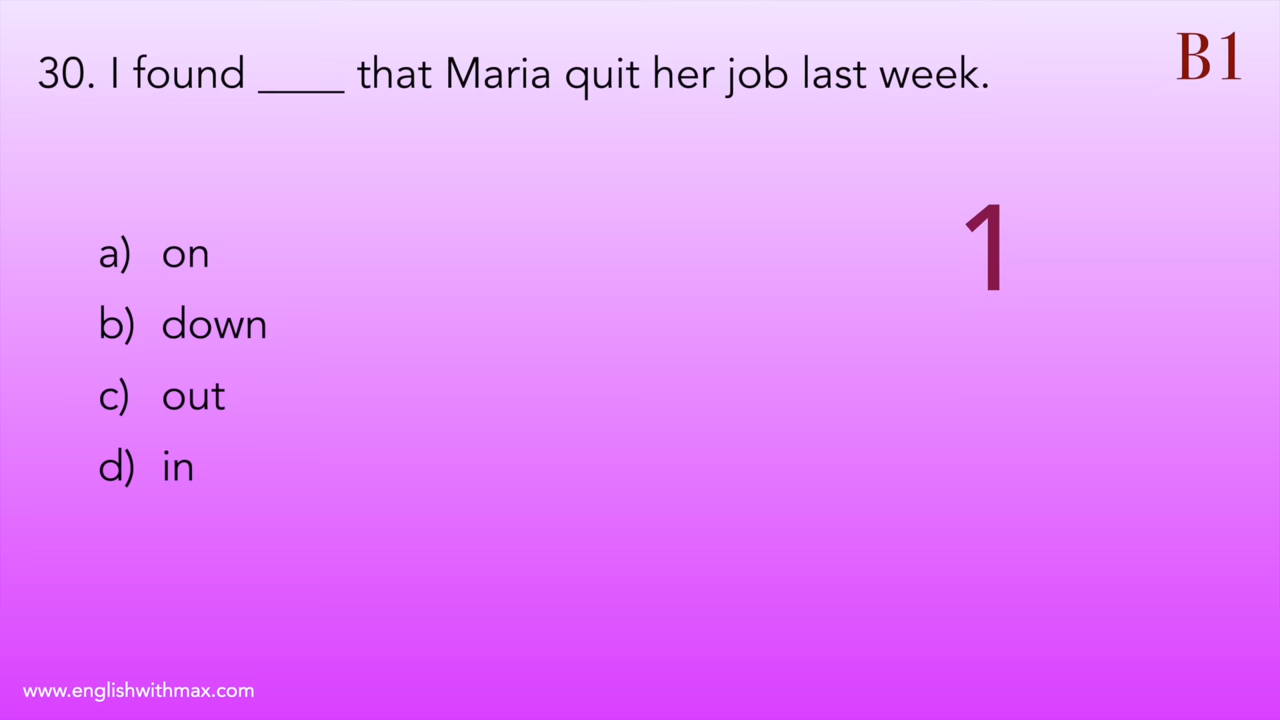 30. I found ____ that Maria quit her job last week.
B1
1
a) on
b) down
c) out
d) in
www.englishwithmax.com